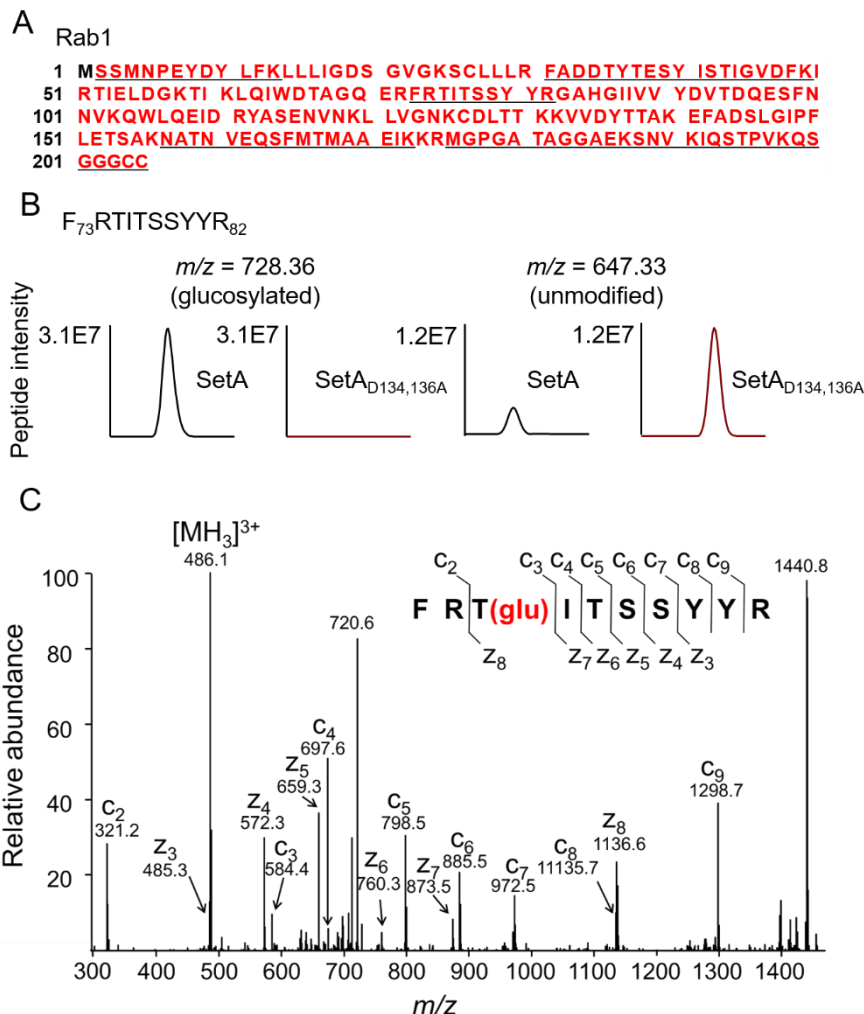 A
Rab1
1 MSSMNPEYDY LFKLLLIGDS GVGKSCLLLR FADDTYTESY ISTIGVDFKI
51 RTIELDGKTI KLQIWDTAGQ ERFRTITSSY YRGAHGIIVV YDVTDQESFN
101 NVKQWLQEID RYASENVNKL LVGNKCDLTT KKVVDYTTAK EFADSLGIPF
151 LETSAKNATN VEQSFMTMAA EIKKRMGPGA TAGGAEKSNV KIQSTPVKQS
201 GGGCC
B
F73RTITSSYYR82
m/z = 728.36
(glucosylated)
m/z = 647.33
(unmodified)
Peptide intensity
3.1E7
SetA
3.1E7
SetAD134,136A
1.2E7
SetA
1.2E7
SetAD134,136A
C
[MH3]3+
486.1
1440.8
720.6
c2 c3 c4 c5 c6 c7 c8 c9
F RT(glu) I T S S Y Y R
z8 z7 z6 z5 z4 z3
Relative abundance
100
80
60
40
20
c2
321.2
z3
485.3
z4
572.3
c3
584.4
z5
659.3
c4
697.6
z6
760.3
c5
798.5
z7
873.5
c6
885.5
c7
972.5
c8
11135.7
z8
1136.6
c9
1298.7
300 400 500 600 700 800 900 1000 1100 1200 1300 1400
m/z